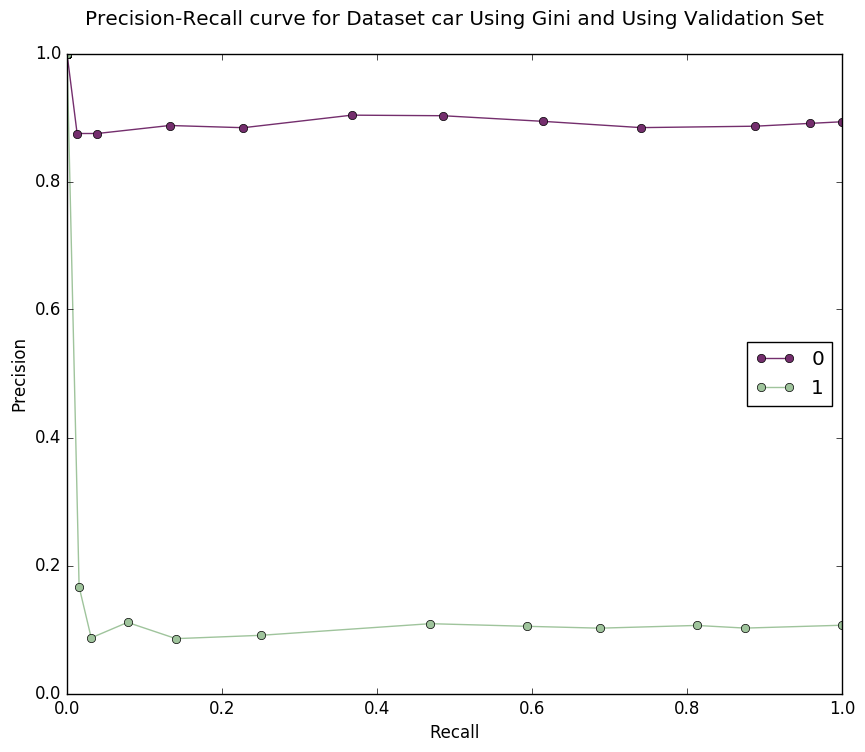 Precision-Recall curve for Dataset car Using Gini and Using Validation Set
1.0
0.8
0.6
0.4
0.2
0.0
Precision
0
1
0.0 0.2 0.4 0.6 0.8 1.0
Recall